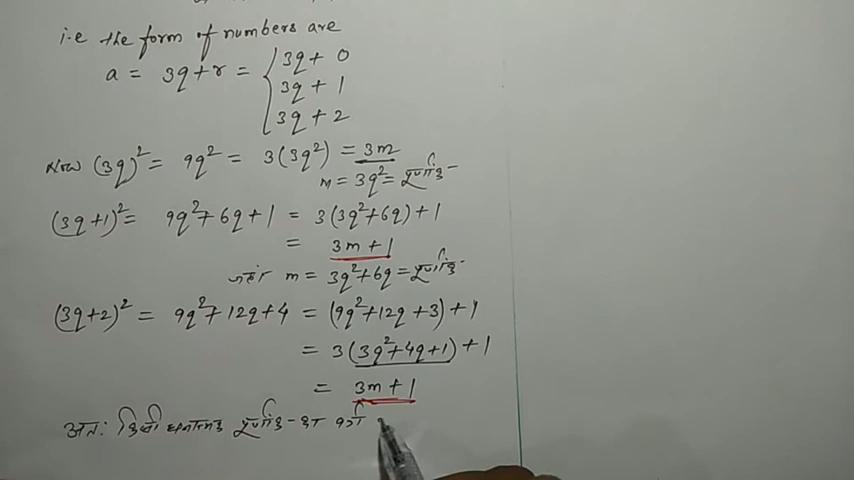 i.e the form of numbers are
a = 3q + r = { 3q + 0
3q + 1
3q + 2
Now (3q)² = 9q² = 3(3q²) = 3m
m = 3q² = पूर्णांक
(3q+1)² = 9q² + 6q + 1 = 3(3q² + 6q) + 1
= 3m + 1
जहां m = 3q² + 6q = पूर्णांक
(3q+2)² = 9q² + 12q + 4 = (9q² + 12q + 3) + 1
= 3(3q² + 4q + 1) + 1
= 3m + 1
अतः किसी धनात्मक पूर्णांक का वर्ग